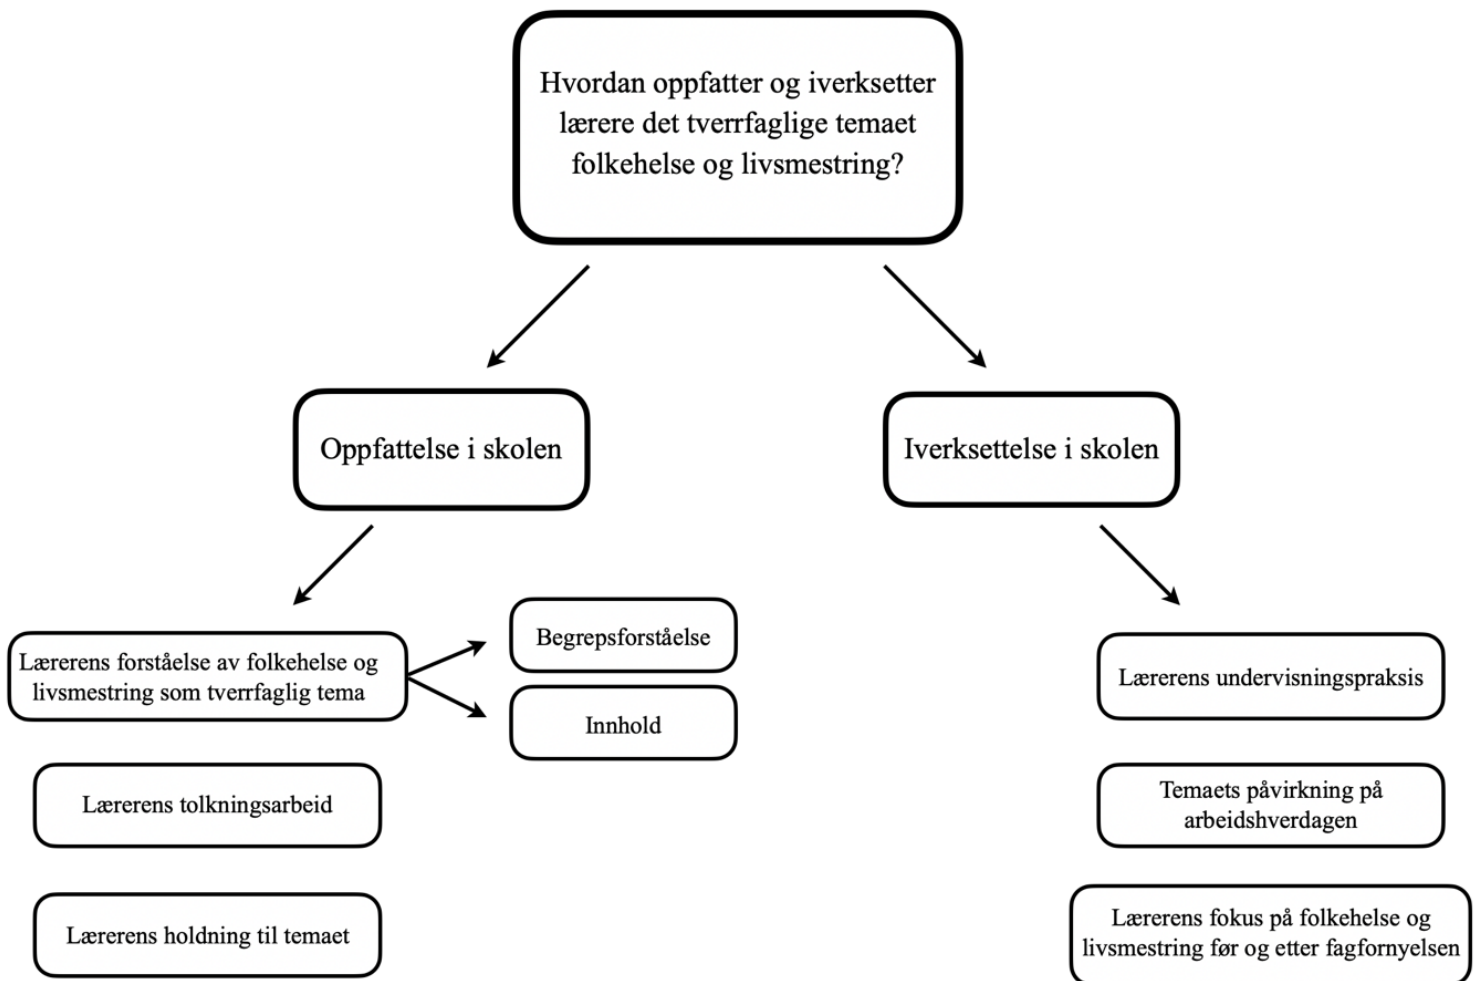 Hvordan oppfatter og iverksetter
lærere det tverrfaglige temaet
folkehelse og livsmestring?
Oppfattelse i skolen
Iverksettelse i skolen
Lærerens forståelse av folkehelse og
livsmestring som tverrfaglig tema
Begrepsforståelse
Innhold
Lærerens tolkningsarbeid
Lærerens holdning til temaet
Lærerens undervisningspraksis
Temaets påvirkning på
arbeidshverdagen
Lærerens fokus på folkehelse og
livsmestring før og etter fagfornyelsen